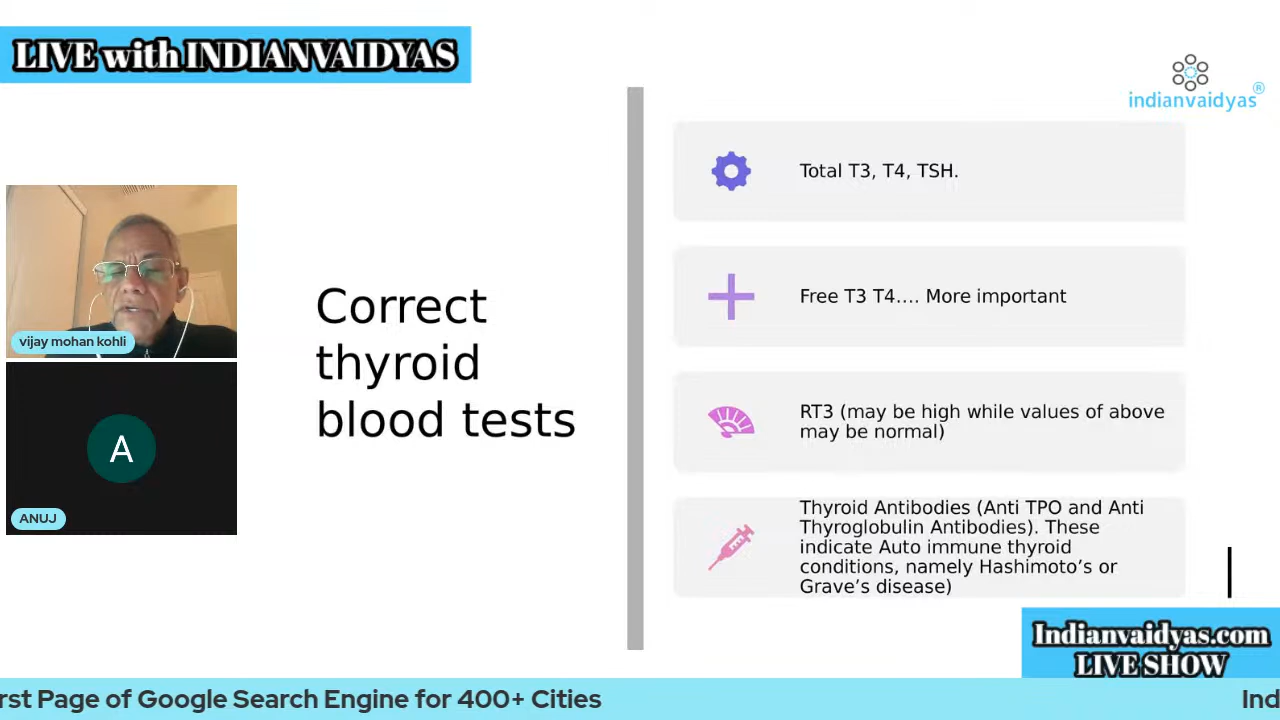 LIVE with INDIANVAIDYAS
indianvaidyas®
Total T3, T4, TSH.
Free T3 T4.... More important
RT3 (may be high while values of above
may be normal)
Thyroid Antibodies (Anti TPO and Anti
Thyroglobulin Antibodies). These
indicate Auto immune thyroid
conditions, namely Hashimoto's or
Grave's disease)
Correct
thyroid
blood tests
vijay mohan kohli
A
ANUJ
Indianvaidyas.com
LIVE SHOW
rst Page of Google Search Engine for 400+ Cities
Ind